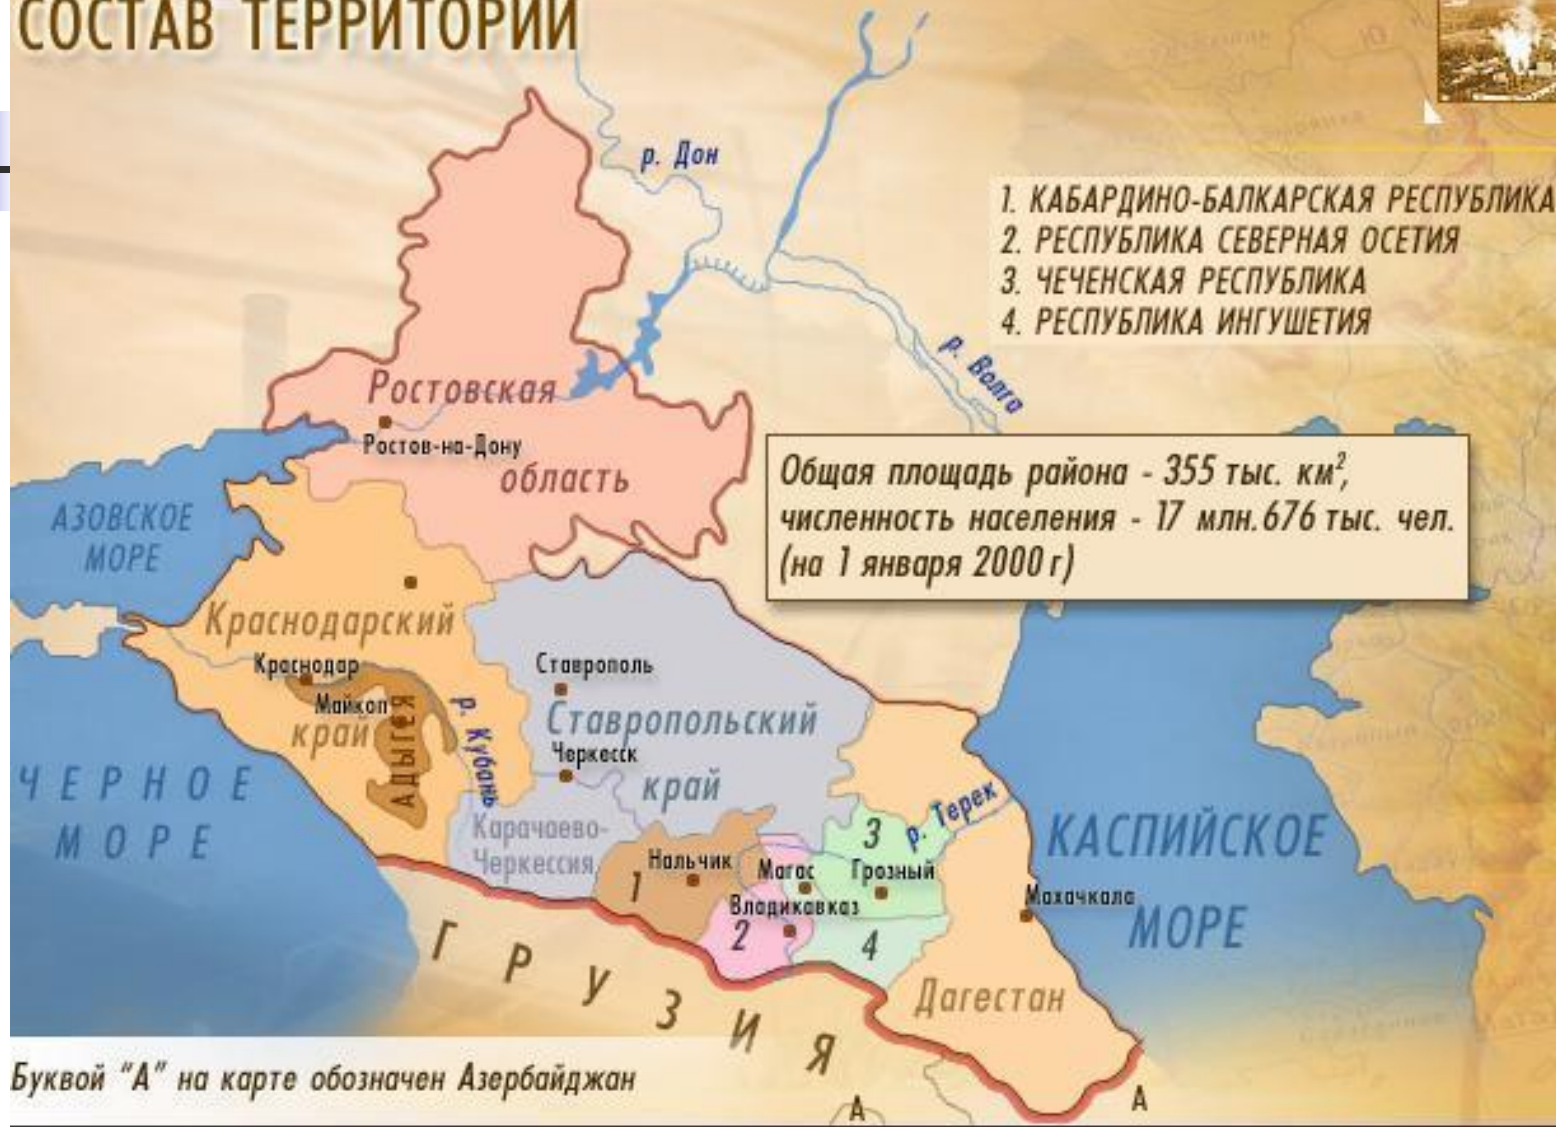 СОСТАВ ТЕРРИТОРИИ
р. Дон
1. КАБАРДИНО-БАЛКАРСКАЯ РЕСПУБЛИКА
2. РЕСПУБЛИКА СЕВЕРНАЯ ОСЕТИЯ
3. ЧЕЧЕНСКАЯ РЕСПУБЛИКА
4. РЕСПУБЛИКА ИНГУШЕТИЯ
р. Волга
Ростовская
Ростов-на-Дону
область
Общая площадь района - 355 тыс. км²,
численность населения - 17 млн.676 тыс. чел.
(на 1 января 2000 г)
АЗОВСКОЕ
МОРЕ
Краснодарский
Краснодар
Майкоп
край
АДЫГЕЯ
р. Кубань
Ставрополь
Ставропольский
Черкесск
край
ЧЕРНОЕ
МОРЕ
Карачаево-
Черкессия
1
Нальчик
Магас
Владикавказ
2
3
р. Терек
Грозный
4
КАСПИЙСКОЕ
Махачкала
МОРЕ
Дагестан
ГРУЗИЯ
Буквой "А" на карте обозначен Азербайджан
А
А